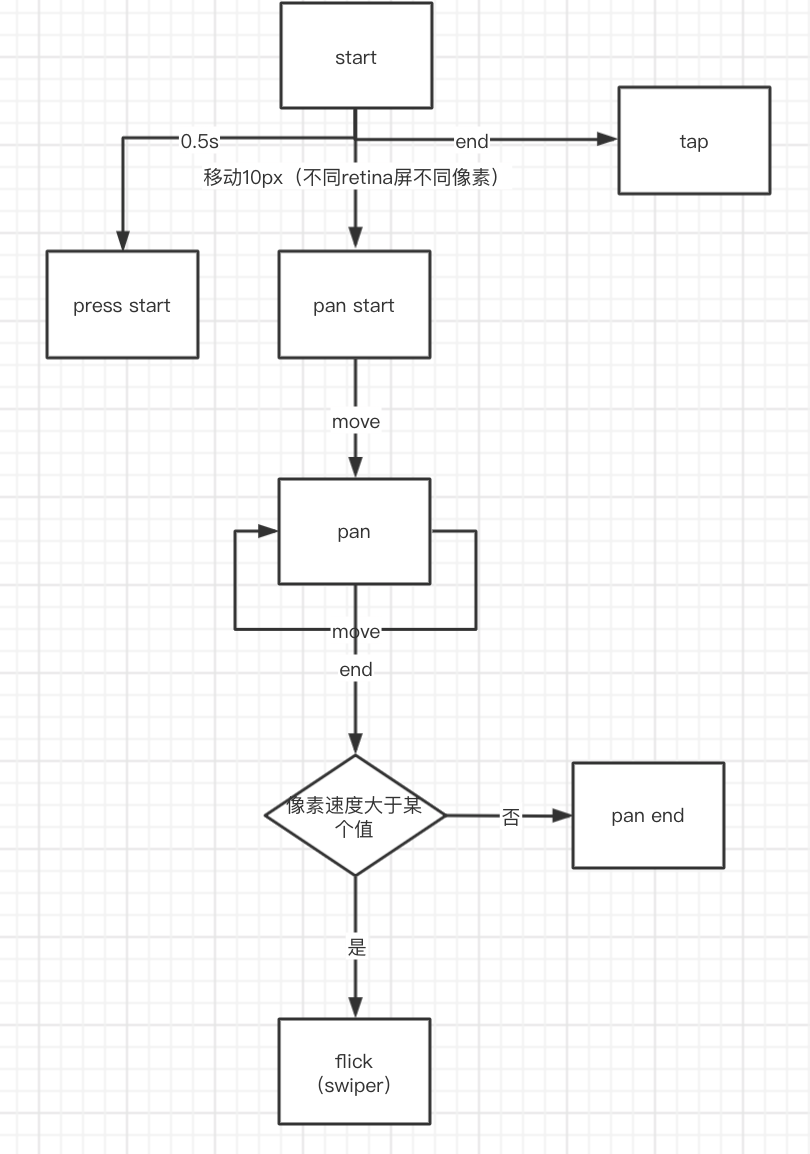 start
0.5s
end
tap
移动10px（不同retina屏不同像素）
press start
pan start
move
pan
move
end
像素速度大于某
个值
否
pan end
是
flick
（swiper）